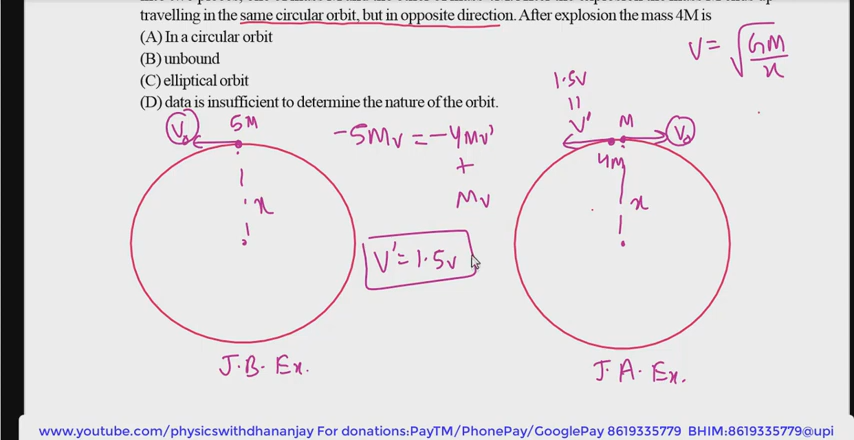 travelling in the same circular orbit, but in opposite direction. After explosion the mass 4M is
(A) In a circular orbit
(B) unbound
(C) elliptical orbit
(D) data is insufficient to determine the nature of the orbit.
V = √GM/x
1.5V
=
V' M V₀
4M
x
V₀ 5M
x
-5MV = -4MV'
+
MV
V' = 1.5V
J.B. Ex.
J.A. Ex.
www.youtube.com/physicswithdhananjay For donations:PayTM/PhonePay/GooglePay 8619335779 BHIM:8619335779@upi